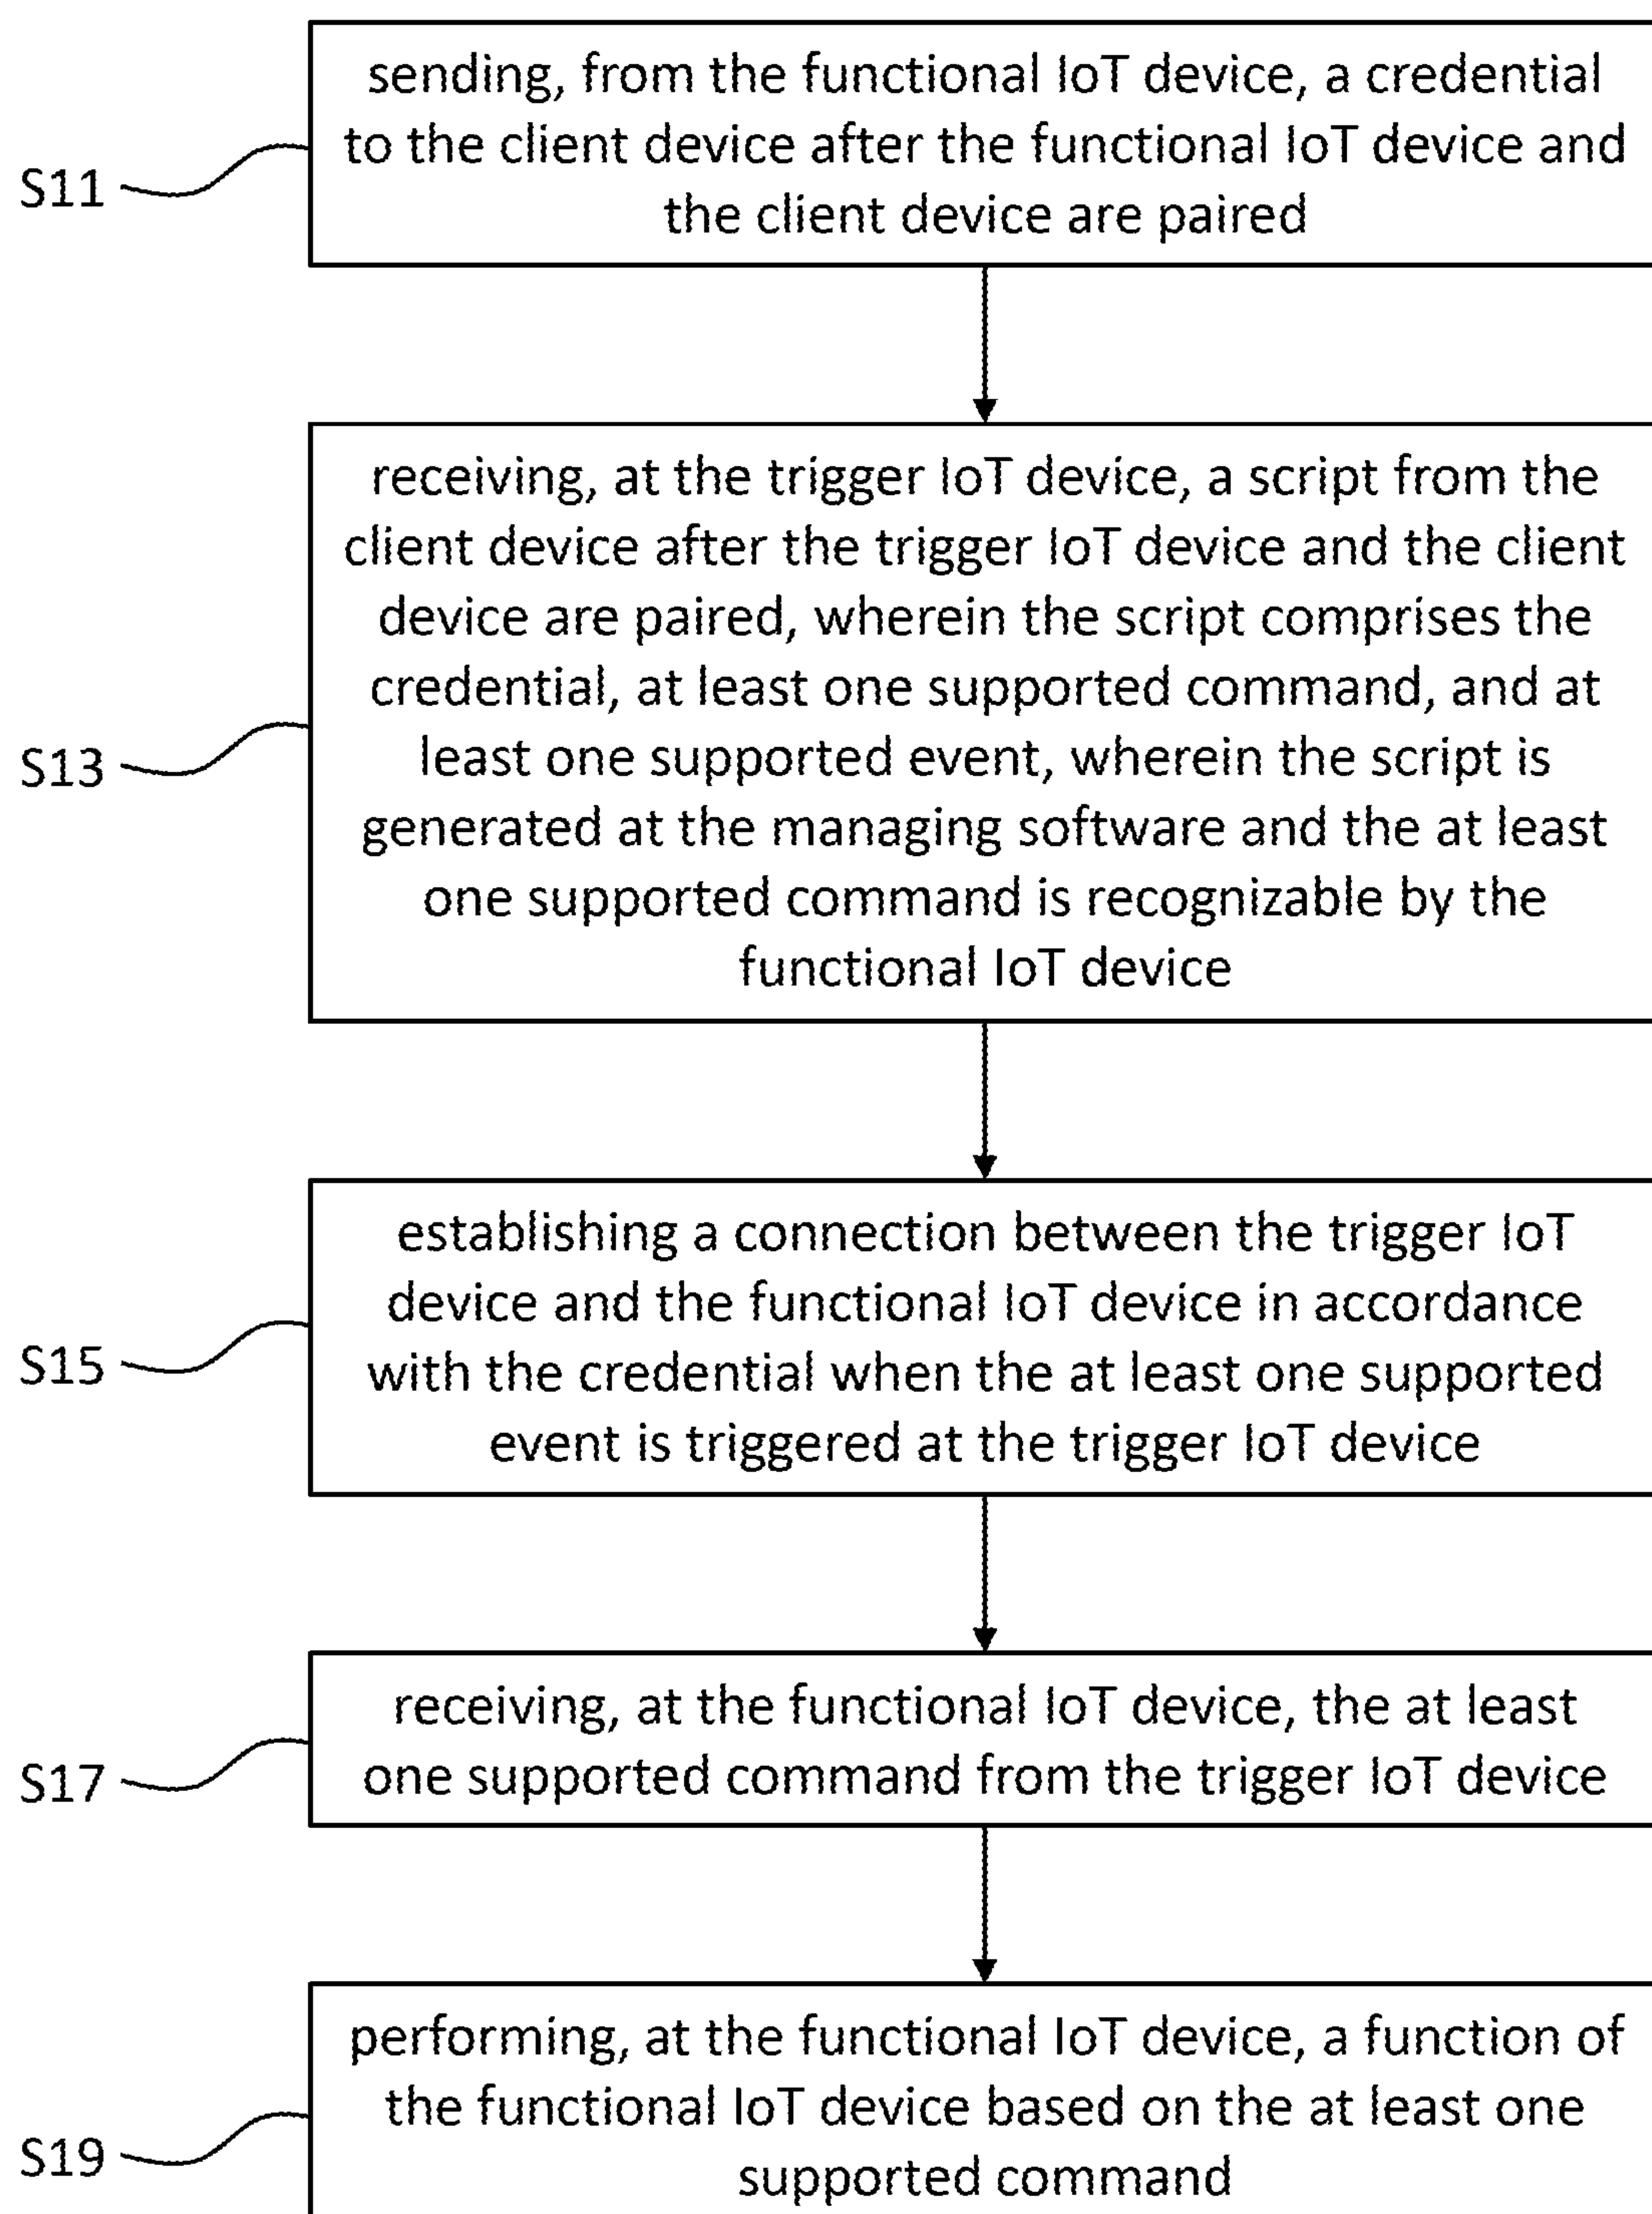 sending, from the functional IoT device, a credential
to the client device after the functional IoT device and
the client device are paired
S11
receiving, at the trigger IoT device, a script from the
client device after the trigger IoT device and the client
device are paired, wherein the script comprises the
credential, at least one supported command, and at
least one supported event, wherein the script is
generated at the managing software and the at least
one supported command is recognizable by the
functional IoT device
S13
establishing a connection between the trigger IoT
device and the functional IoT device in accordance
with the credential when the at least one supported
event is triggered at the trigger IoT device
S15
receiving, at the functional IoT device, the at least
one supported command from the trigger IoT device
S17
performing, at the functional IoT device, a function of
the functional IoT device based on the at least one
supported command
S19